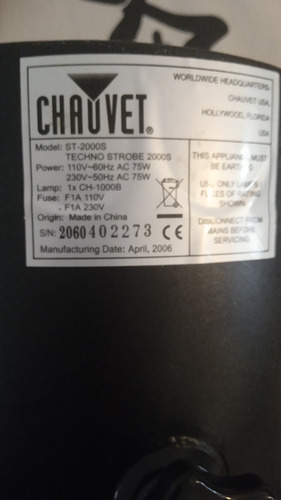 CHAUVET®
Model: ST-2000S
TECHNO STROBE 2000S
Power: 110V~60Hz AC 75W
230V~50Hz AC 75W
Lamp: 1x CH-1000B
Fuse: F1A 110V
F1A 230V
Origin: Made in China
S/N: 2060402273 CE
Manufacturing Date: April, 2006
WORLDWIDE HEADQUARTERS
CHAUVET USA,
HOLLYWOOD, FLORIDA
USA
THIS APPLIANCE MUST
BE EARTHED
USE ONLY LAMPS
FUSES OF RATING
SHOWN
DISCONNECT FROM
MAINS BEFORE
SERVICING